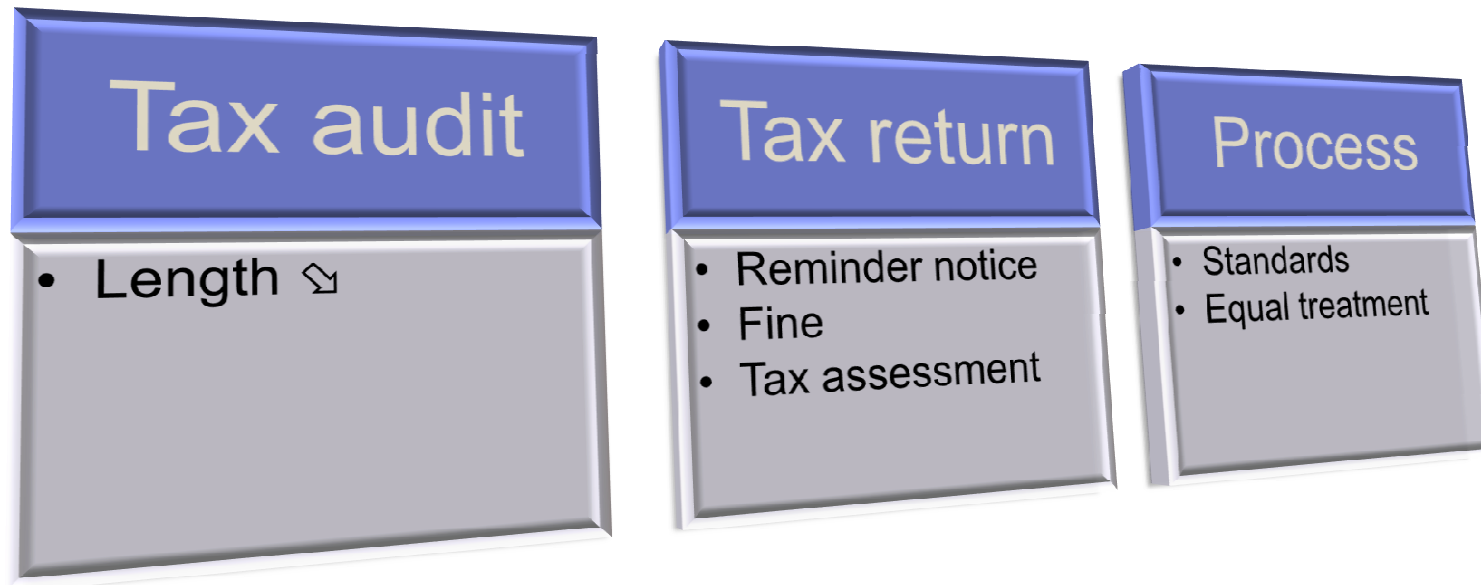 Tax audit
• Length ⬂
Tax return
• Reminder notice
• Fine
• Tax assessment
Process
• Standards
• Equal treatment